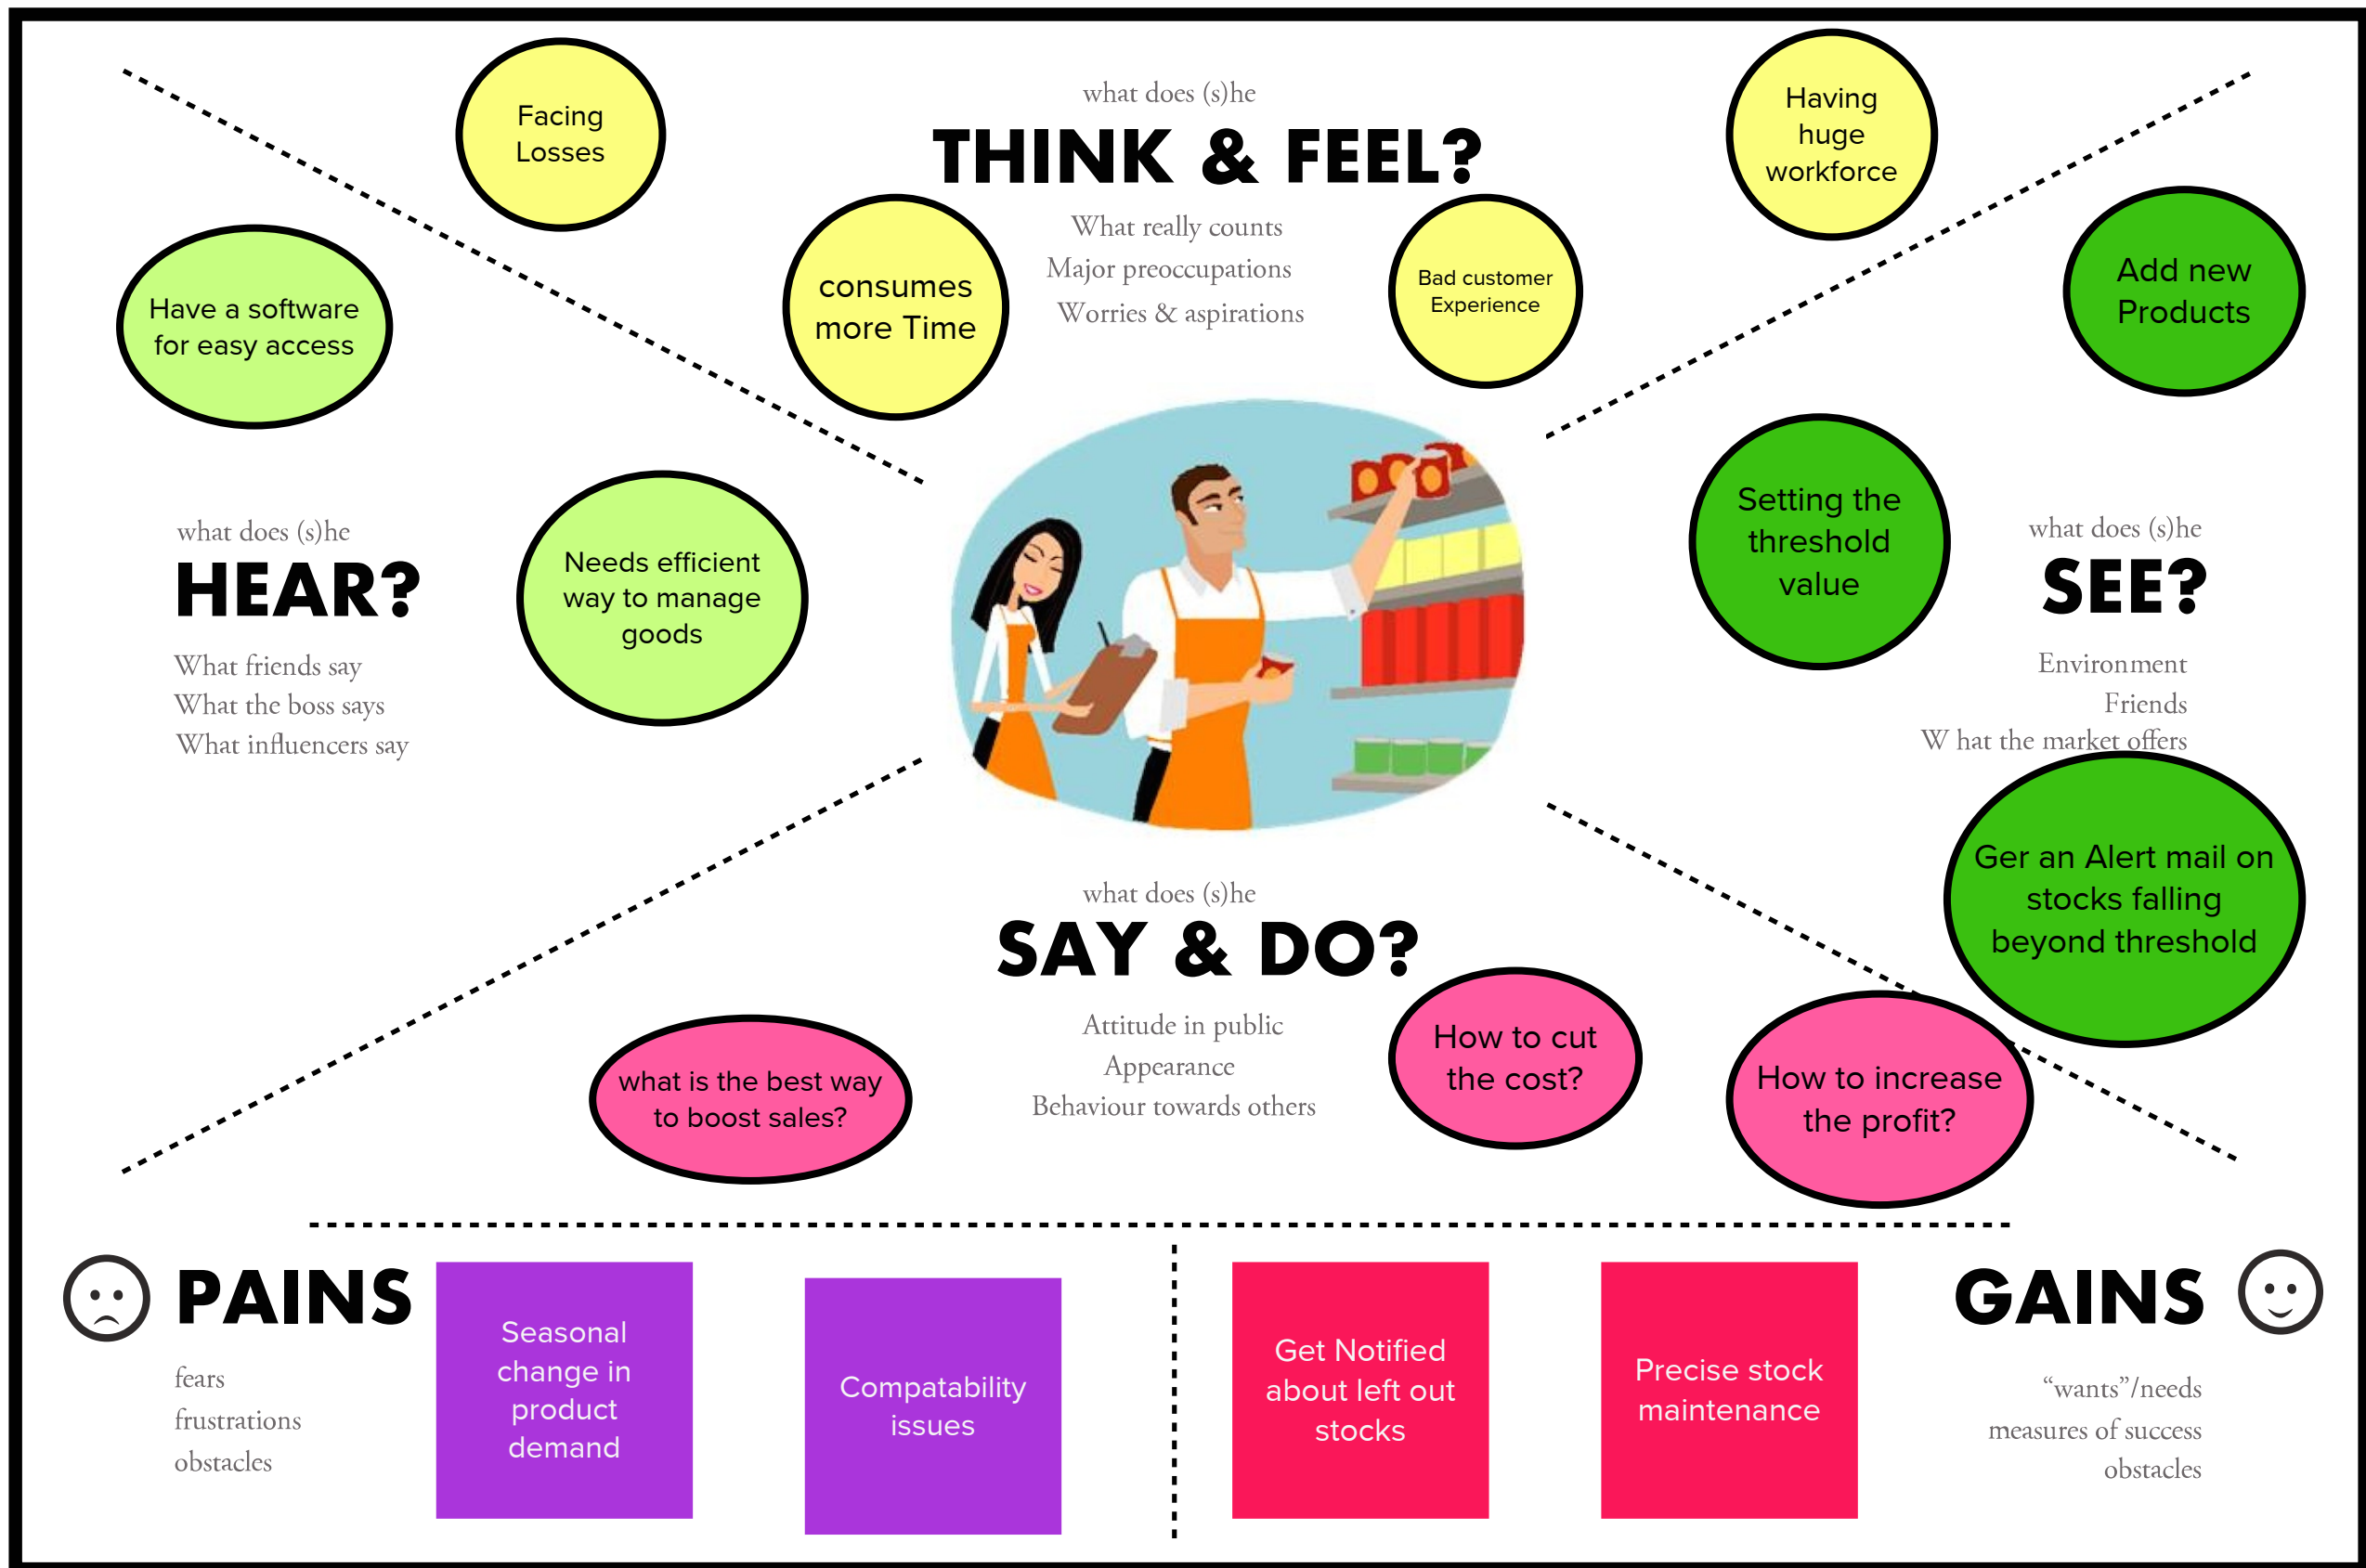 what does (s)he
THINK & FEEL?
What really counts
Major preoccupations
Worries & aspirations
Facing
Losses
consumes
more Time
Bad customer
Experience
Having
huge
workforce
Have a software
for easy access
Needs efficient
way to manage
goods
what does (s)he
HEAR?
What friends say
What the boss says
What influencers say
Add new
Products
Setting the
threshold
value
what does (s)he
SEE?
Environment
Friends
W hat the market offers
Ger an Alert mail on
stocks falling
beyond threshold
what does (s)he
SAY & DO?
Attitude in public
Appearance
Behaviour towards others
what is the best way
to boost sales?
How to cut
the cost?
How to increase
the profit?
PAINS
fears
frustrations
obstacles
Seasonal
change in
product
demand
Compatability
issues
Get Notified
about left out
stocks
Precise stock
maintenance
GAINS
“wants”/needs
measures of success
obstacles